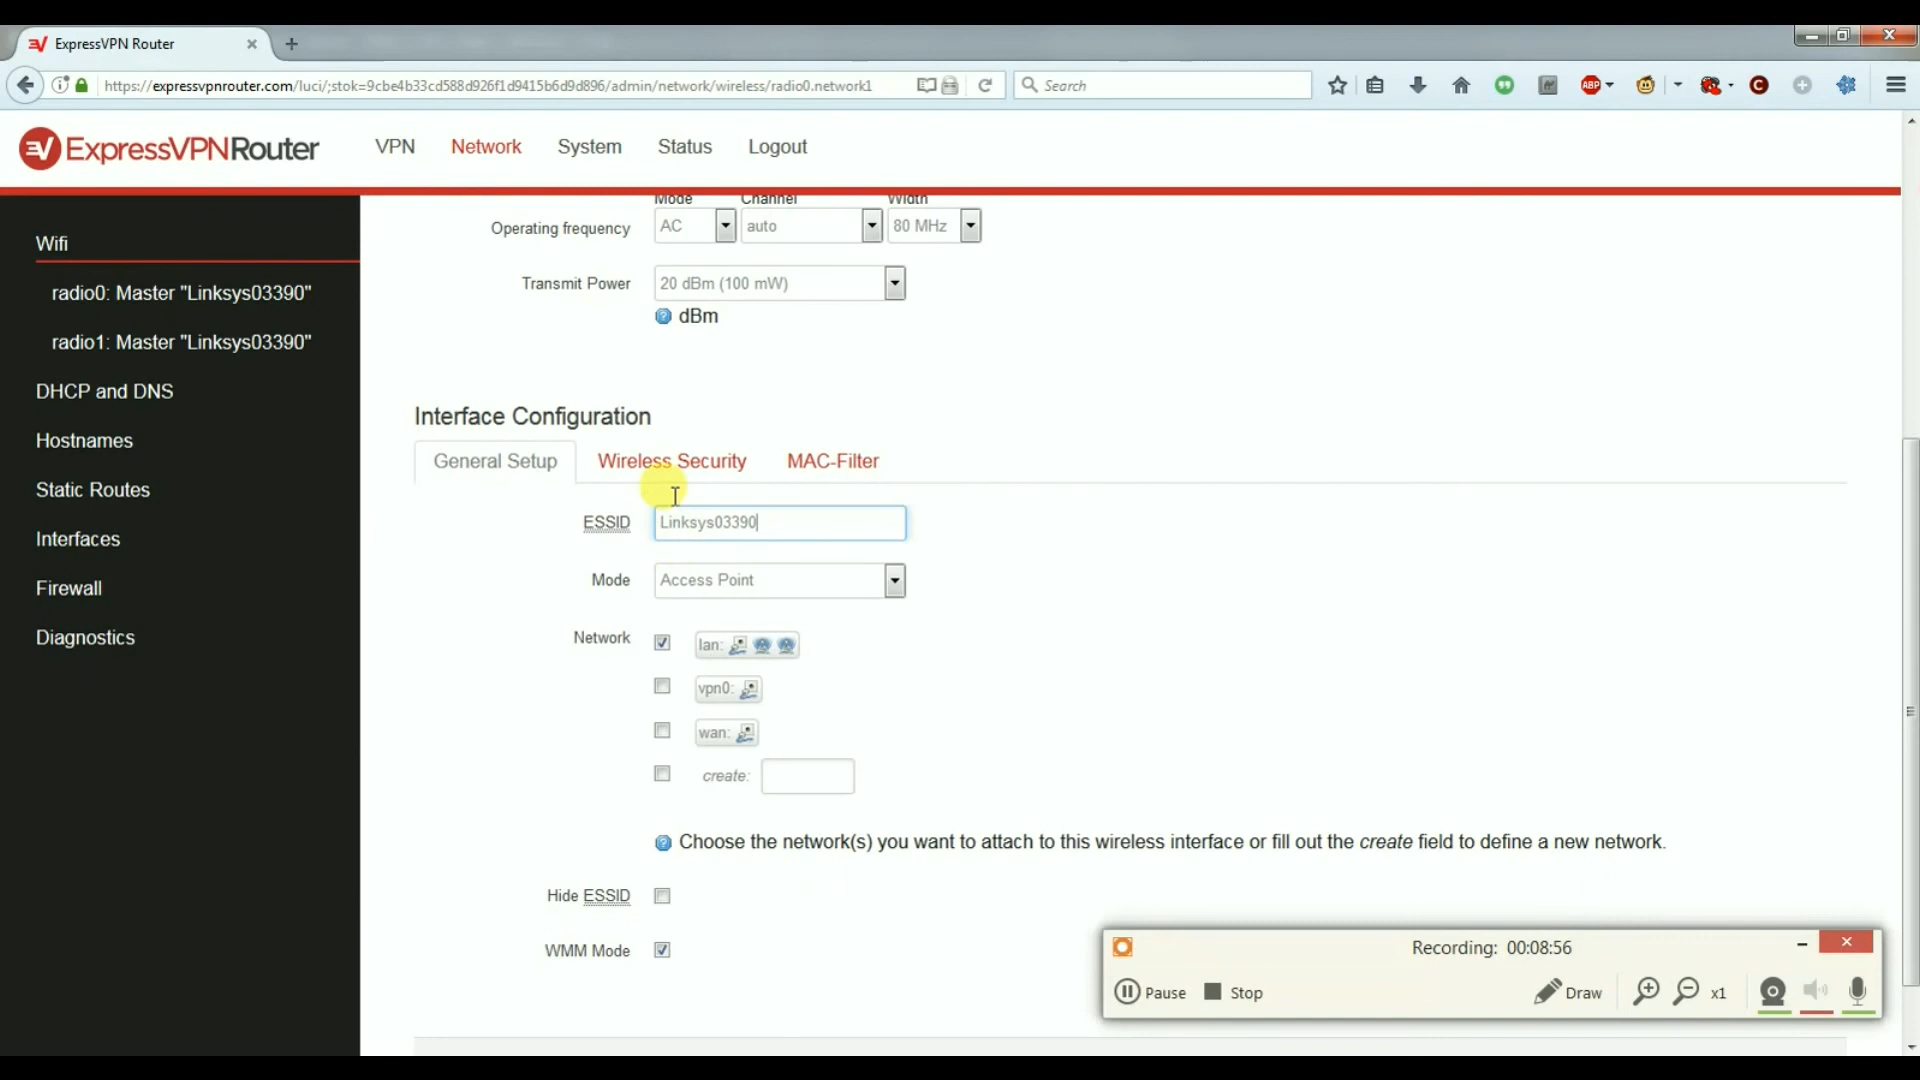 ExpressVPN Router
https://expressvpnrouter.com/luci/;stok=9cbe4b33cd588d926f1d9415b6d9d896/admin/network/wireless/radio0.network1
Search
ABP
ExpressVPNRouter
VPN
Network
System
Status
Logout
Wifi
radio0: Master "Linksys03390"
radio1: Master "Linksys03390"
DHCP and DNS
Hostnames
Static Routes
Interfaces
Firewall
Diagnostics
Mode Channel Width
Operating frequency AC auto 80 MHz
Transmit Power 20 dBm (100 mW)
dBm
Interface Configuration
General Setup Wireless Security MAC-Filter
ESSID Linksys03390
Mode Access Point
Network lan:
vpn0:
wan:
create:
Choose the network(s) you want to attach to this wireless interface or fill out the create field to define a new network.
Hide ESSID
WMM Mode
Recording: 00:08:56
Pause Stop Draw x1